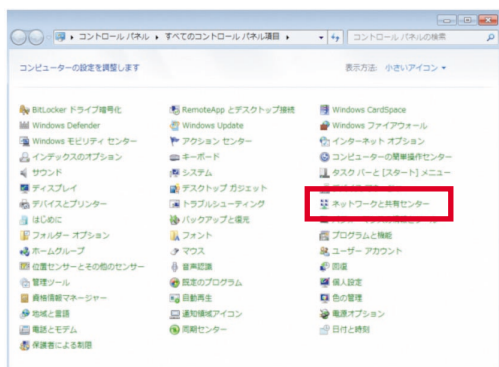 コントロール パネル ▸ すべてのコントロール パネル項目 ▸
コントロール パネルの検索
コンピューターの設定を調整します
表示方法: 小さいアイコン
BitLocker ドライブ暗号化
RemoteApp とデスクトップ接続
Windows CardSpace
Windows Defender
Windows Update
Windows ファイアウォール
Windows モビリティ センター
アクション センター
インターネット オプション
インデックスのオプション
キーボード
コンピューターの簡単操作センター
サウンド
システム
タスク バーと [スタート] メニュー
ディスプレイ
デスクトップ ガジェット
デバイスとプリンター
トラブルシューティング
ネットワークと共有センター
はじめに
バックアップと復元
フォルダー オプション
フォント
プログラムと機能
ホームグループ
マウス
ユーザー アカウント
位置センサーとその他のセンサー
音声認識
回復
管理ツール
既定のプログラム
個人設定
資格情報マネージャー
自動再生
色の管理
地域と言語
通知領域アイコン
電源オプション
電話とモデム
同期センター
日付と時刻
保護者による制限